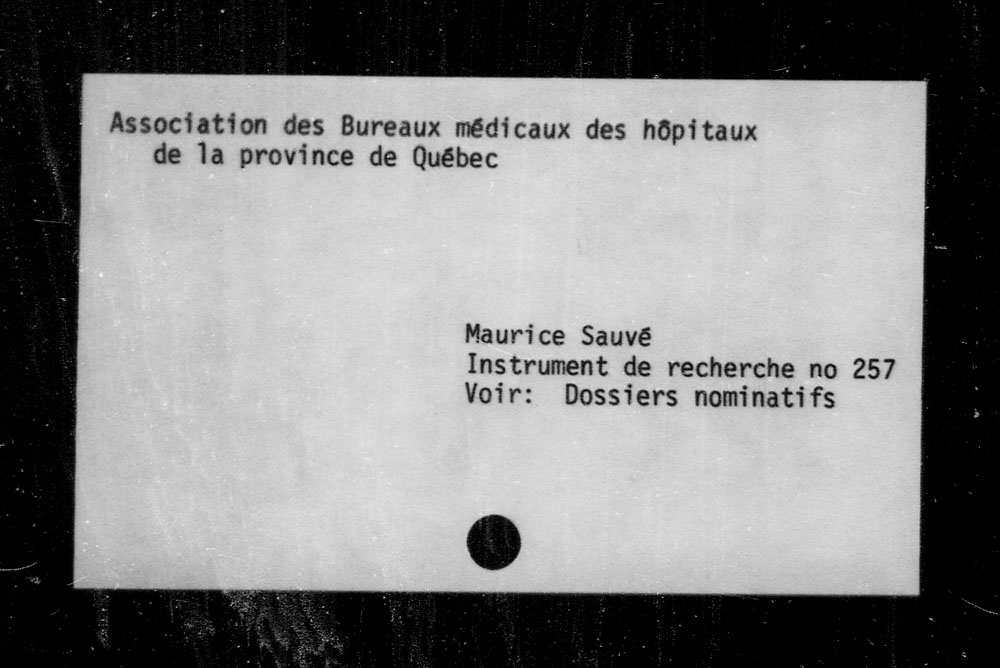 Association des Bureaux médicaux des hôpitaux
de la province de Québec
Maurice Sauvé
Instrument de recherche no 257
Voir: Dossiers nominatifs